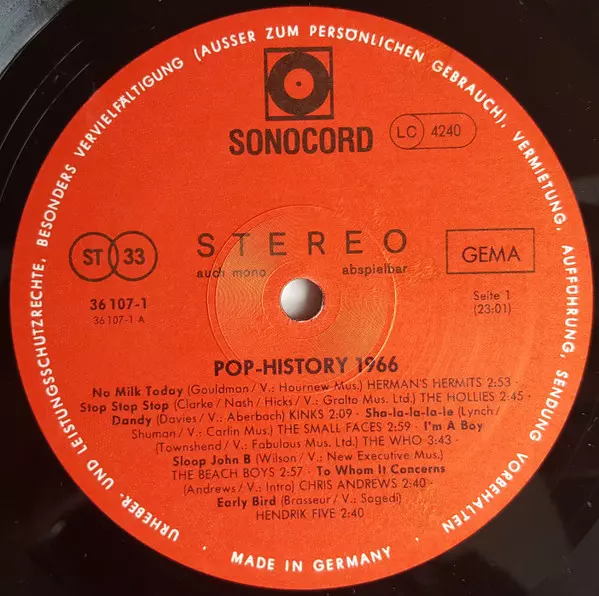 URHEBER- UND LEISTUNGSSCHUTZRECHTE, BESONDERS VERVIELFÄLTIGUNG (AUSSER ZUM PERSÖNLICHEN GEBRAUCH), VERMIETUNG, AUFFÜHRUNG, SENDUNG VORBEHALTEN
SONOCORD
LC 4240
STEREO
ST 33
auch mono abspielbar
GEMA
36 107-1
36 107-1 A
Seite 1
(23:01)
POP-HISTORY 1966
No Milk Today (Gouldman / V.: Hournew Mus.) HERMAN'S HERMITS 2:53 ·
Stop Stop Stop (Clarke / Nash / Hicks / V.: Gralto Mus. Ltd.) THE HOLLIES 2:45 ·
Dandy (Davies / V.: Aberbach) KINKS 2:09 · Sha-la-la-la-le (Lynch /
Shuman / V.: Carlin Mus.) THE SMALL FACES 2:59 · I'm A Boy
(Townshend / V.: Fabulous Mus. Ltd.) THE WHO 3:43 ·
Sloop John B (Wilson / V.: New Executive Mus.)
THE BEACH BOYS 2:57 · To Whom It Concerns
(Andrews / V.: Intro) CHRIS ANDREWS 2:40 ·
Early Bird (Brasseur / V.: Sagedi)
HENDRIK FIVE 2:40
· MADE IN GERMANY ·